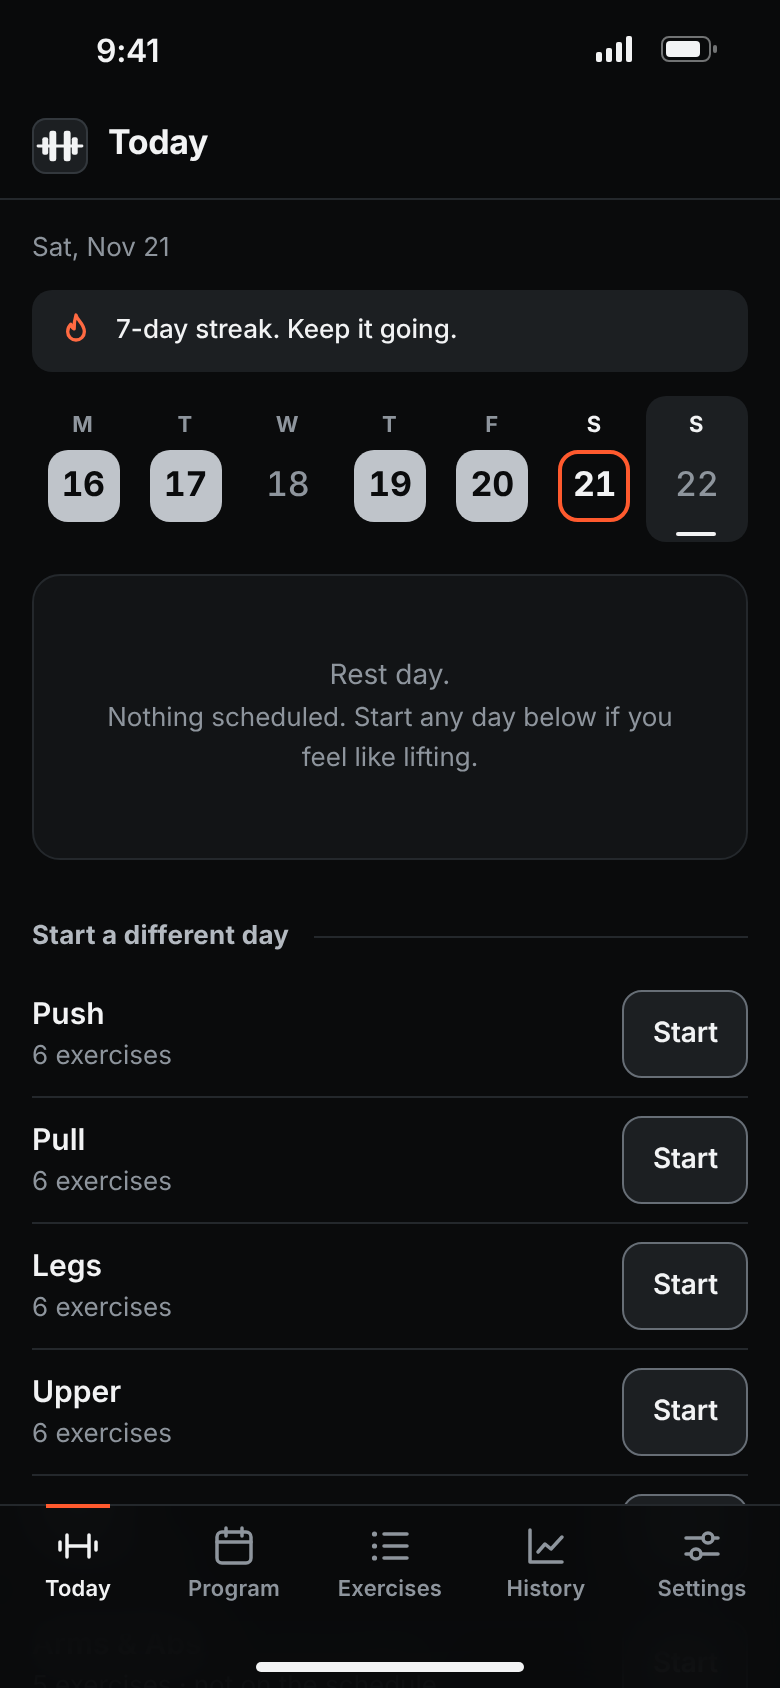 9:41
Today
Sat, Nov 21
7-day streak. Keep it going.
M T W T F S S
16 17 18 19 20 21 22
Rest day.
Nothing scheduled. Start any day below if you
feel like lifting.
Start a different day
Push
6 exercises
Start
Pull
6 exercises
Start
Legs
6 exercises
Start
Upper
6 exercises
Start
Today Program Exercises History Settings